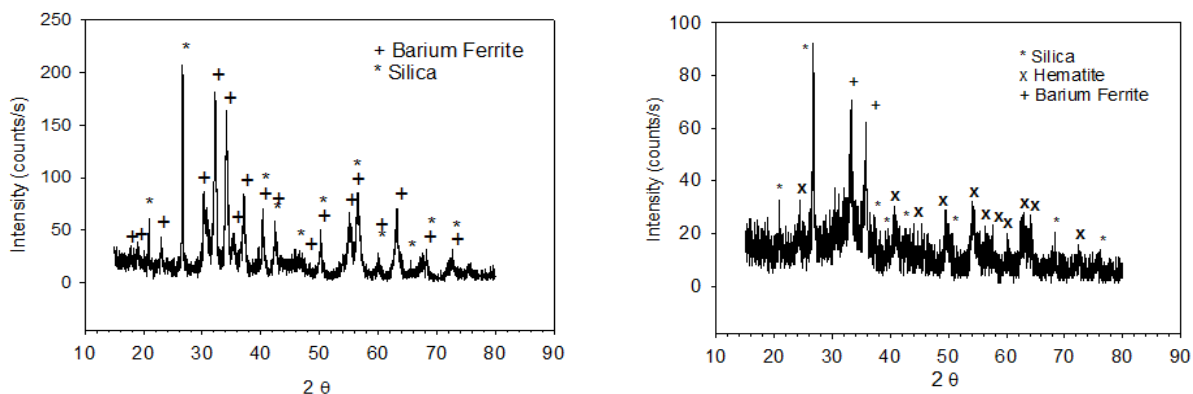 250
200
150
100
50
0
Intensity (counts/s)
+ Barium Ferrite
* Silica
10 20 30 40 50 60 70 80 90
2 θ
100
80
60
40
20
0
Intensity (counts/s)
* Silica
x Hematite
+ Barium Ferrite
10 20 30 40 50 60 70 80 90
2 θ